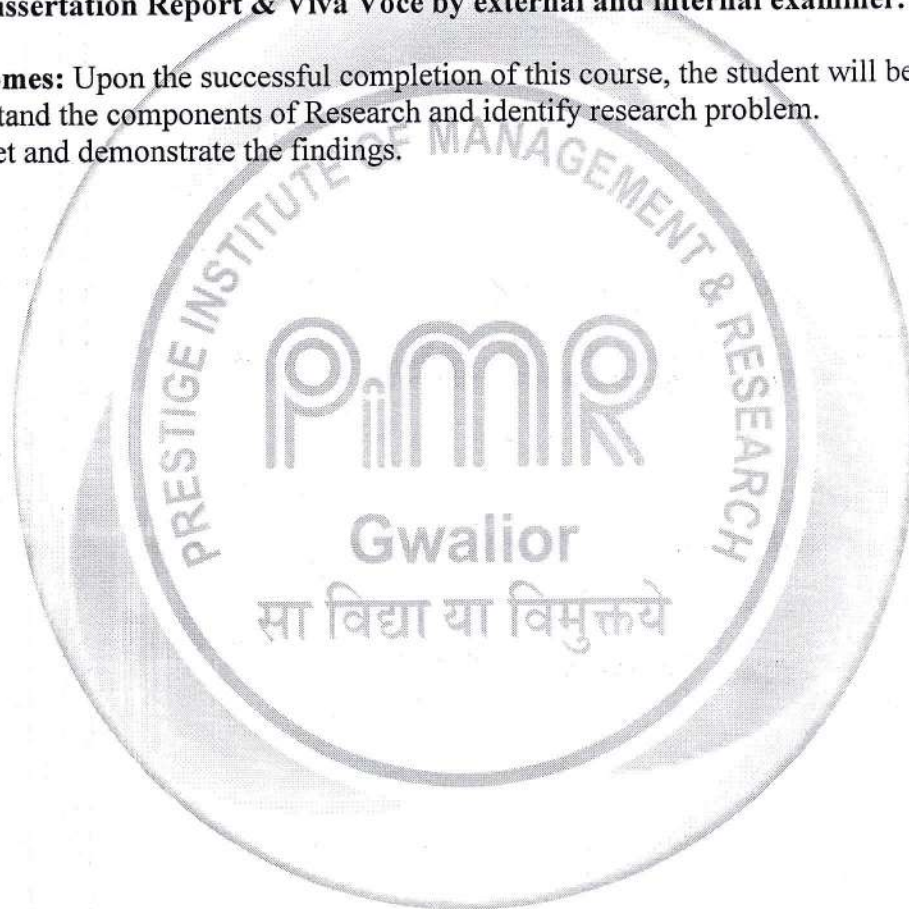 ssertation Report & Viva Voce by external and internal examiner.
omes: Upon the successful completion of this course, the student will be
tand the components of Research and identify research problem.
et and demonstrate the findings.
PRESTIGE INSTITUTE OF MANAGEMENT & RESEARCH
PiMR
Gwalior
सा विद्या या विमुक्तये